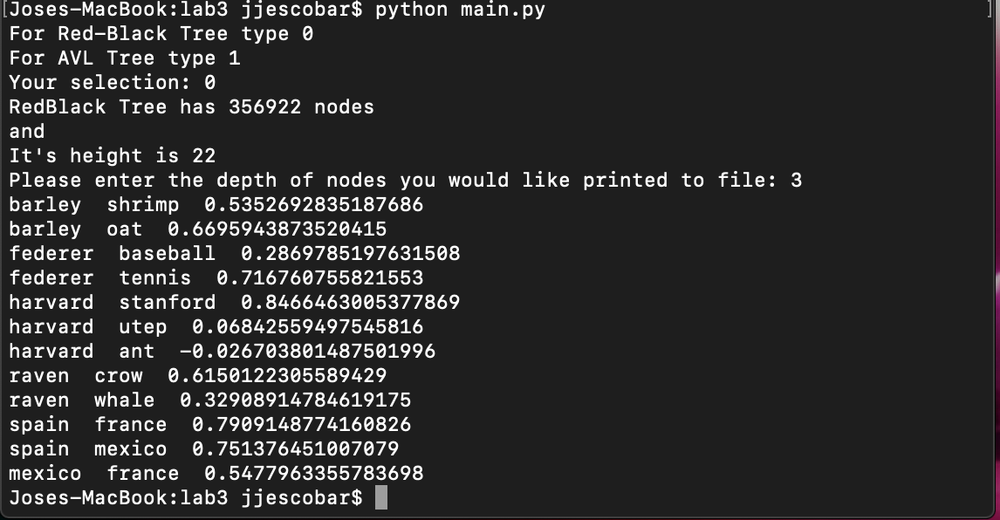 [Joses-MacBook:lab3 jjescobar$ python main.py ]
For Red-Black Tree type 0
For AVL Tree type 1
Your selection: 0
RedBlack Tree has 356922 nodes
and
It's height is 22
Please enter the depth of nodes you would like printed to file: 3
barley  shrimp  0.5352692835187686
barley  oat  0.6695943873520415
federer  baseball  0.2869785197631508
federer  tennis  0.716760755821553
harvard  stanford  0.8466463005377869
harvard  utep  0.06842559497545816
harvard  ant  -0.026703801487501996
raven  crow  0.6150122305589429
raven  whale  0.32908914784619175
spain  france  0.7909148774160826
spain  mexico  0.751376451007079
mexico  france  0.5477963355783698
Joses-MacBook:lab3 jjescobar$